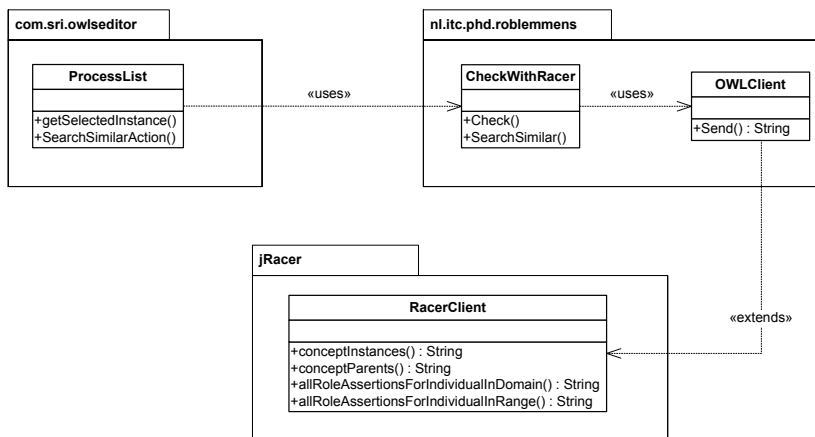 com.sri.owlseditor
ProcessList
+getSelectedInstance()
+SearchSimilarAction()
«uses»
nl.itc.phd.roblemmens
CheckWithRacer
+Check()
+SearchSimilar()
«uses»
OWLClient
+Send() : String
«extends»
jRacer
RacerClient
+conceptInstances() : String
+conceptParents() : String
+allRoleAssertionsForIndividualInDomain() : String
+allRoleAssertionsForIndividualInRange() : String